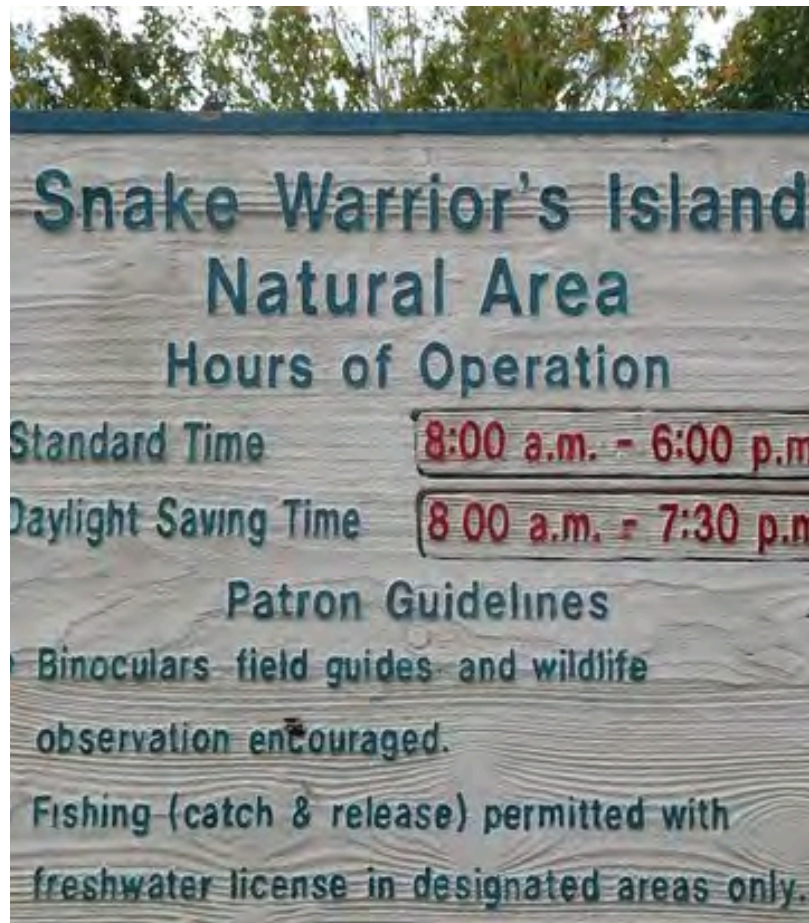 Snake Warrior's Island
Natural Area
Hours of Operation
Standard Time 8:00 a.m. - 6:00 p.m
Daylight Saving Time 8 00 a.m. - 7:30 p.m
Patron Guidelines
Binoculars field guides and wildlife
observation encouraged.
Fishing (catch & release) permitted with
freshwater license in designated areas only.